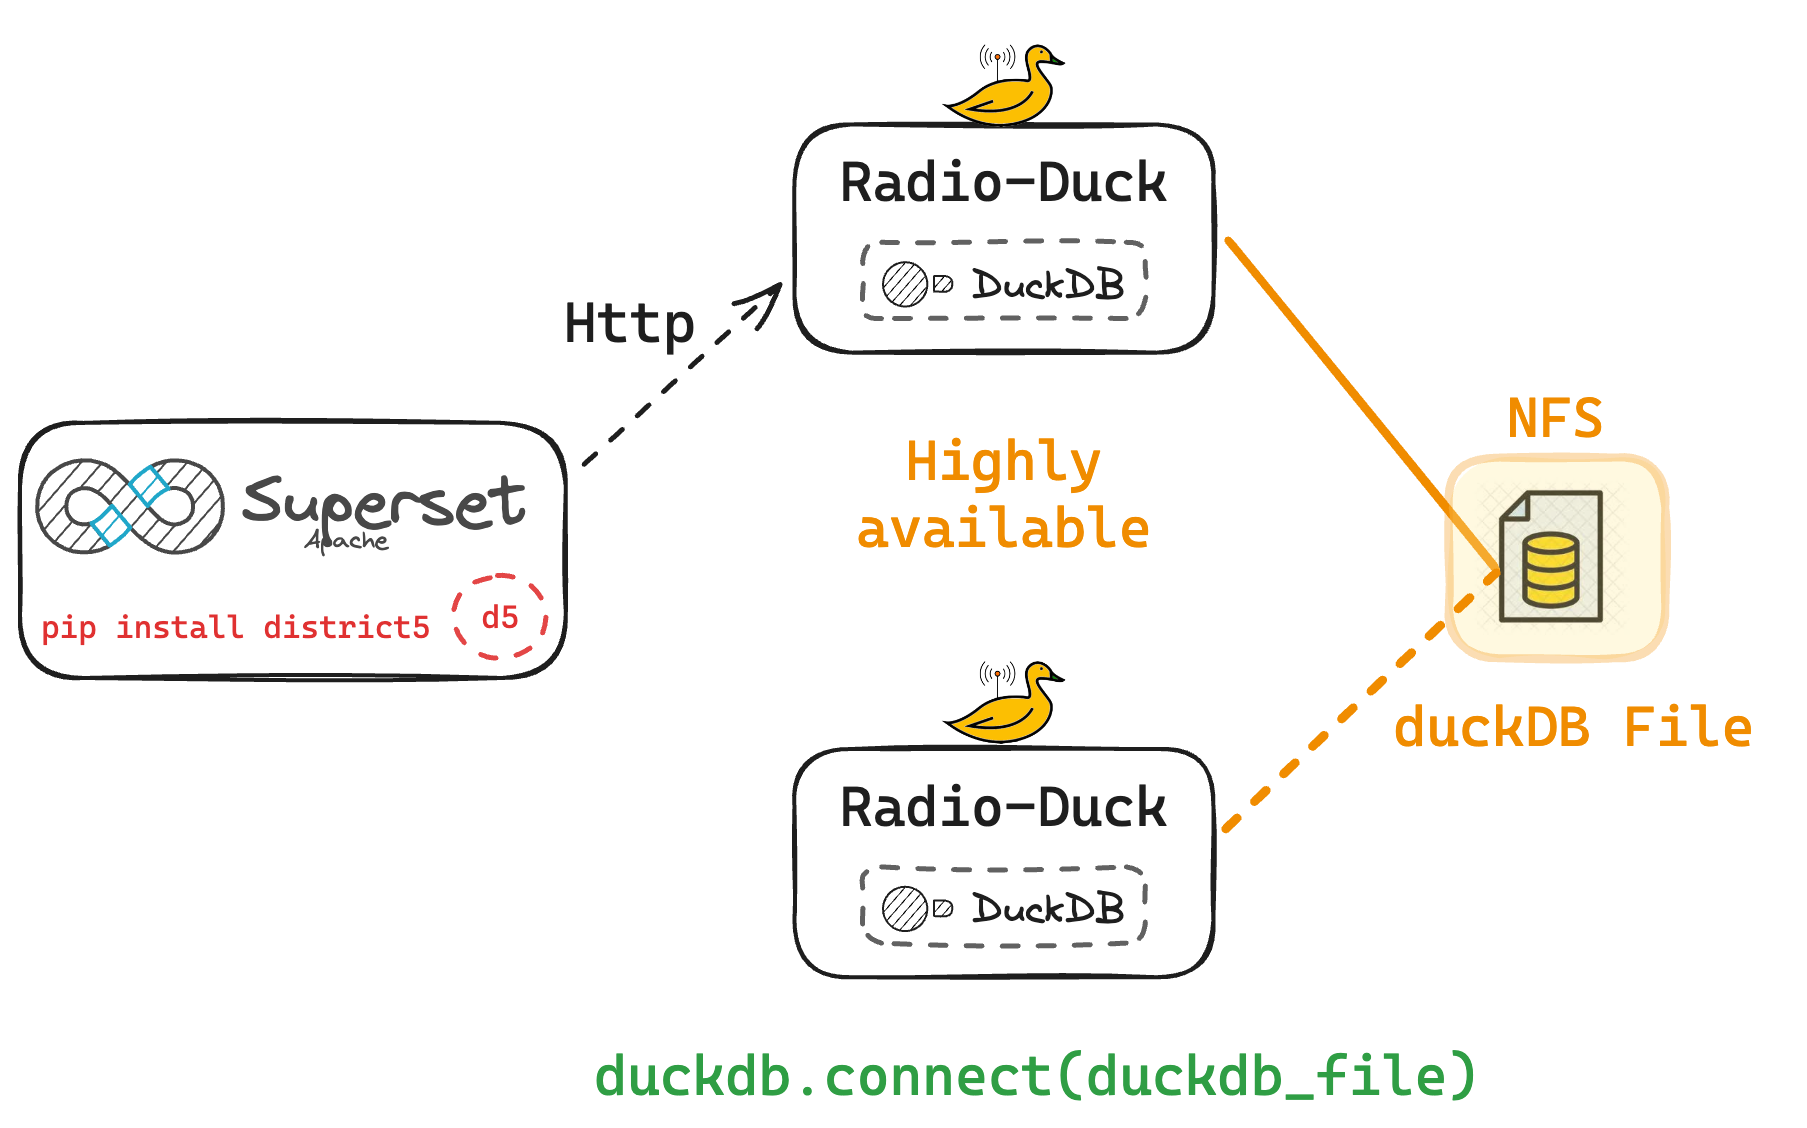 Radio-Duck
DuckDB
Http
Superset
Apache
pip install district5
d5
Highly
available
NFS
duckDB File
Radio-Duck
DuckDB
duckdb.connect(duckdb_file)